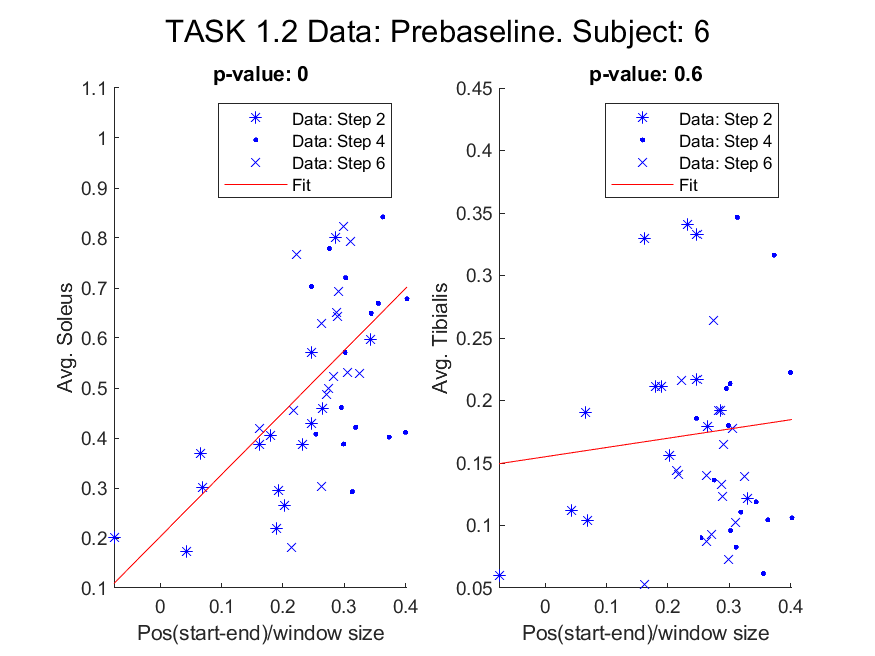 TASK 1.2 Data: Prebaseline. Subject: 6
p-value: 0
Data: Step 2
Data: Step 4
Data: Step 6
Fit
Avg. Soleus
1.1
1
0.9
0.8
0.7
0.6
0.5
0.4
0.3
0.2
0.1
0
0.1
0.2
0.3
0.4
Pos(start-end)/window size
p-value: 0.6
Data: Step 2
Data: Step 4
Data: Step 6
Fit
Avg. Tibialis
0.45
0.4
0.35
0.3
0.25
0.2
0.15
0.1
0.05
0
0.1
0.2
0.3
0.4
Pos(start-end)/window size